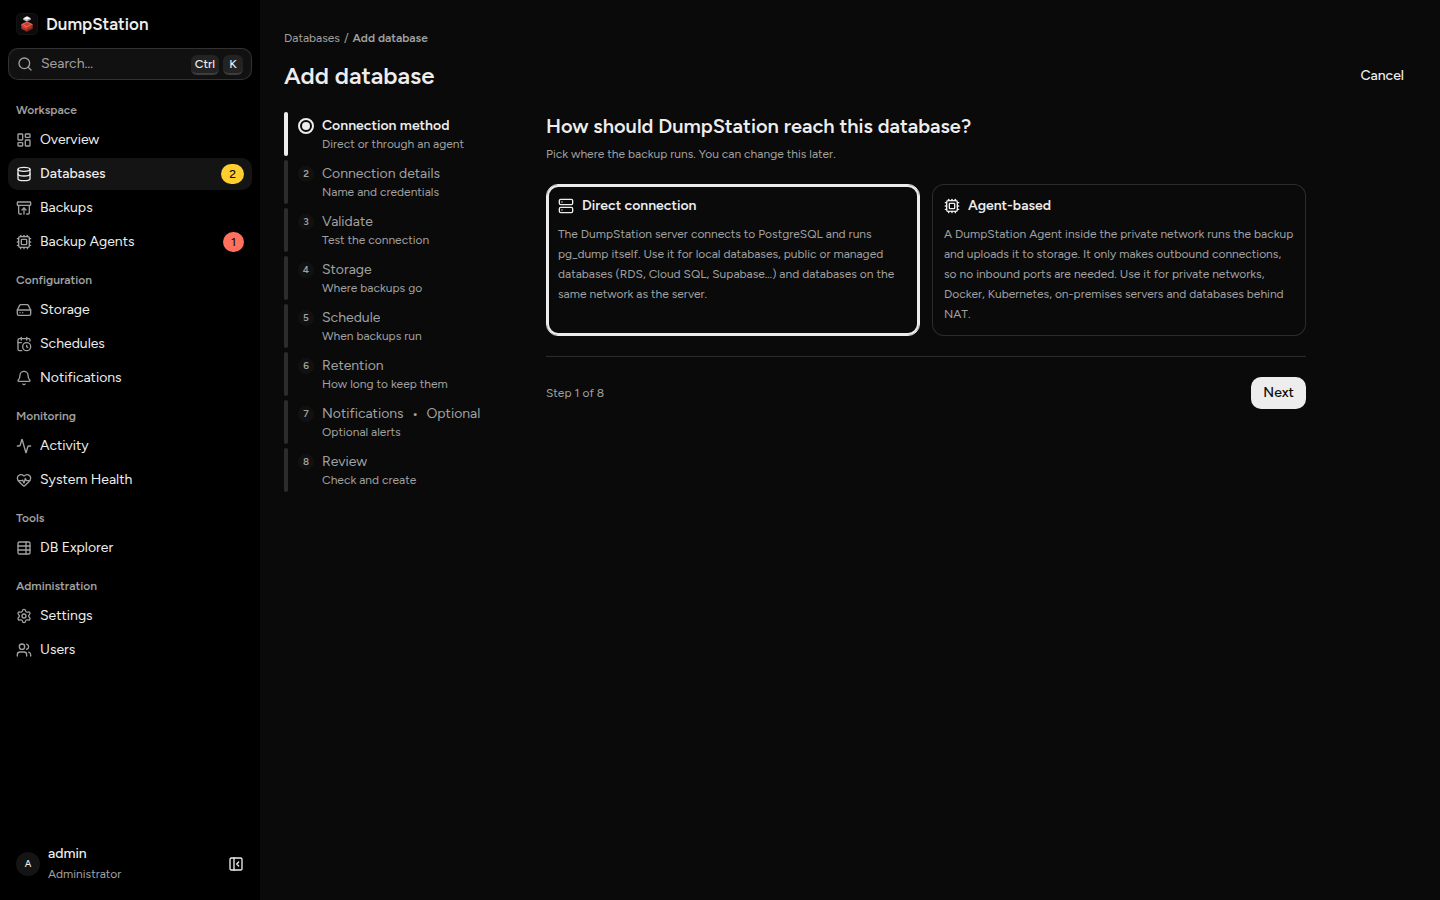 DumpStation
Search...
Ctrl K
Workspace
Overview
Databases 2
Backups
Backup Agents 1
Configuration
Storage
Schedules
Notifications
Monitoring
Activity
System Health
Tools
DB Explorer
Administration
Settings
Users
A
admin
Administrator
Databases / Add database
Add database
Cancel
Connection method
Direct or through an agent
2 Connection details
Name and credentials
3 Validate
Test the connection
4 Storage
Where backups go
5 Schedule
When backups run
6 Retention
How long to keep them
7 Notifications • Optional
Optional alerts
8 Review
Check and create
How should DumpStation reach this database?
Pick where the backup runs. You can change this later.
Direct connection
The DumpStation server connects to PostgreSQL and runs
pg_dump itself. Use it for local databases, public or managed
databases (RDS, Cloud SQL, Supabase...) and databases on the
same network as the server.
Agent-based
A DumpStation Agent inside the private network runs the backup
and uploads it to storage. It only makes outbound connections,
so no inbound ports are needed. Use it for private networks,
Docker, Kubernetes, on-premises servers and databases behind
NAT.
Step 1 of 8
Next